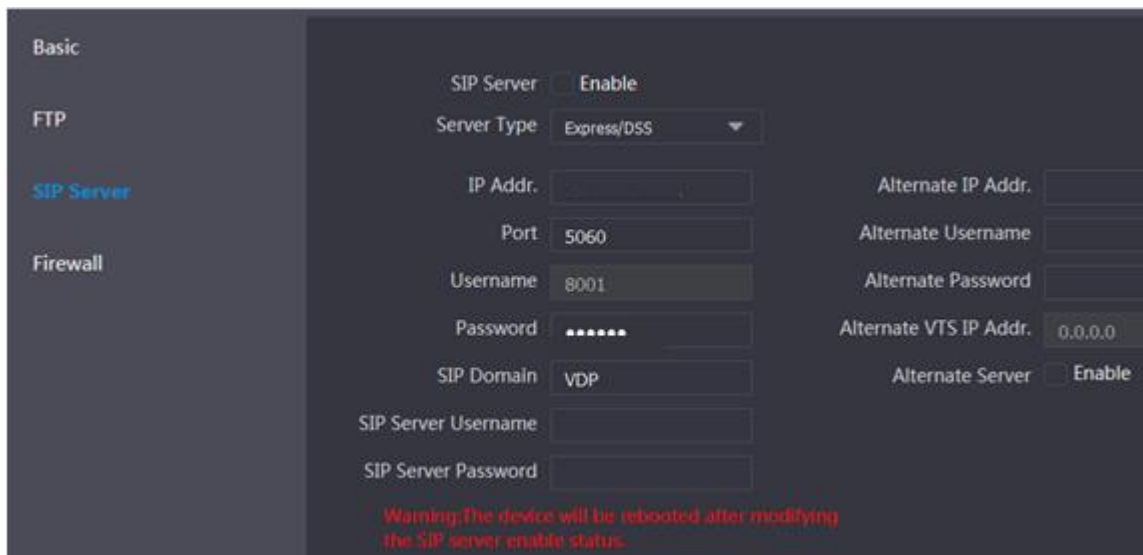 Basic
FTP
SIP Server
Firewall
SIP Server Enable
Server Type Express/DSS
IP Addr. Alternate IP Addr.
Port 5060 Alternate Username
Username 8001 Alternate Password
Password •••••• Alternate VTS IP Addr. 0.0.0.0
SIP Domain VDP Alternate Server Enable
SIP Server Username
SIP Server Password
Warning:The device will be rebooted after modifying
the SIP server enable status.